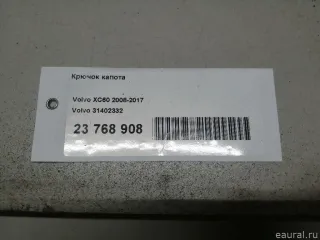 Крючок капота
Volvo XC60 2008-2017
Volvo 31402332
23 768 908
eaural.ru